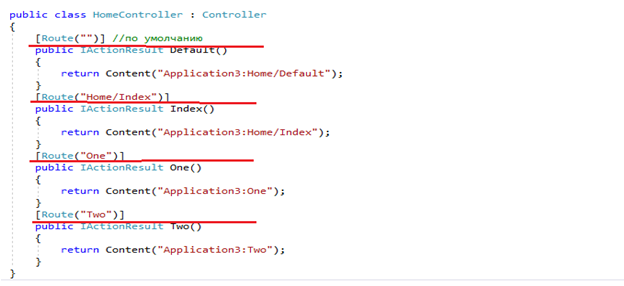 public class HomeController : Controller
{
[Route("")] //по умолчанию
public IActionResult Default()
{
return Content("Application3:Home/Default");
}
[Route("Home/Index")]
public IActionResult Index()
{
return Content("Application3:Home/Index");
}
[Route("One")]
public IActionResult One()
{
return Content("Application3:One");
}
[Route("Two")]
public IActionResult Two()
{
return Content("Application3:Two");
}
}